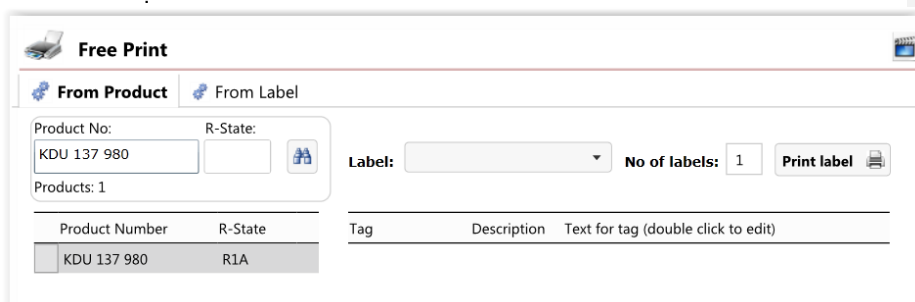 Free Print
From Product From Label
Product No: R-State:
KDU 137 980
Label: No of labels: 1 Print label
Products: 1
Product Number R-State Tag Description Text for tag (double click to edit)
KDU 137 980 R1A